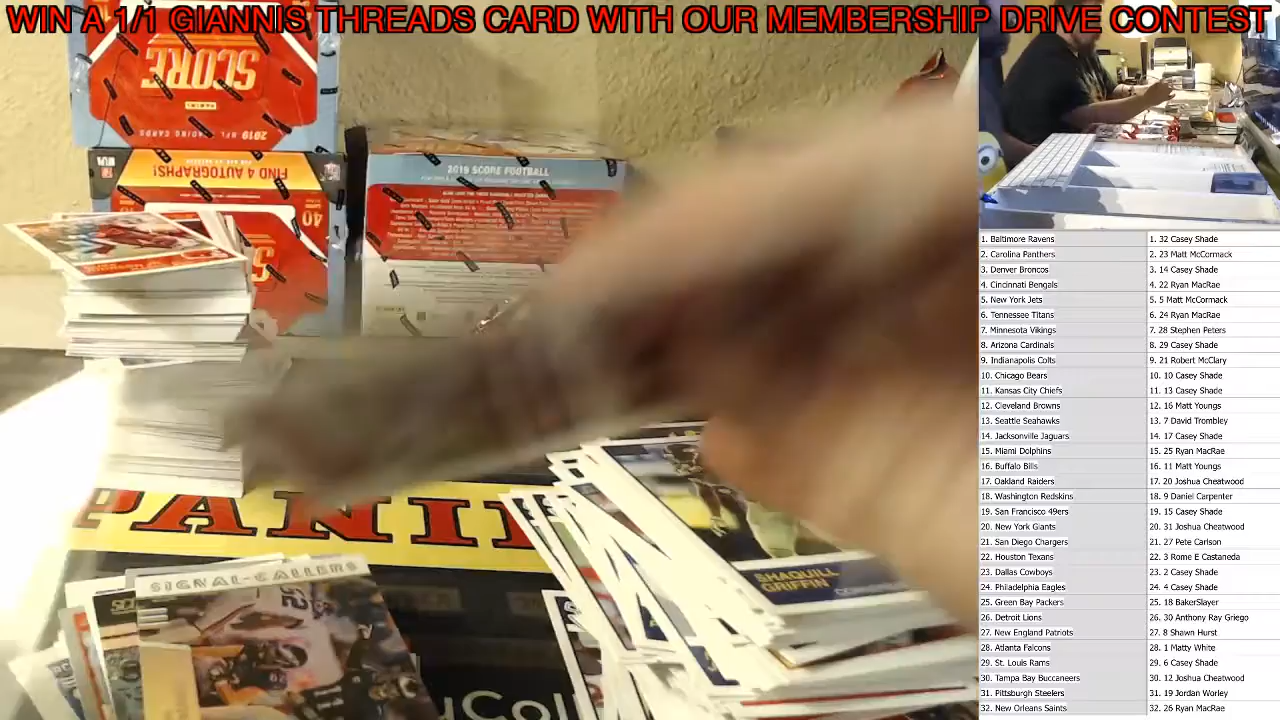 WIN A 1/1 GIANNIS THREADS CARD WITH OUR MEMBERSHIP DRIVE CONTEST
SCORE
PANINI
2019 NFL TRADING CARDS
FIND 4 AUTOGRAPHS!
40
2019 SCORE FOOTBALL
PANINI
SIGNAL-CALLERS
SHAQUILL
GRIFFIN
1. Baltimore Ravens 1. 32 Casey Shade
2. Carolina Panthers 2. 23 Matt McCormack
3. Denver Broncos 3. 14 Casey Shade
4. Cincinnati Bengals 4. 22 Ryan MacRae
5. New York Jets 5. 5 Matt McCormack
6. Tennessee Titans 6. 24 Ryan MacRae
7. Minnesota Vikings 7. 28 Stephen Peters
8. Arizona Cardinals 8. 29 Casey Shade
9. Indianapolis Colts 9. 21 Robert McClary
10. Chicago Bears 10. 10 Casey Shade
11. Kansas City Chiefs 11. 13 Casey Shade
12. Cleveland Browns 12. 16 Matt Youngs
13. Seattle Seahawks 13. 7 David Trombley
14. Jacksonville Jaguars 14. 17 Casey Shade
15. Miami Dolphins 15. 25 Ryan MacRae
16. Buffalo Bills 16. 11 Matt Youngs
17. Oakland Raiders 17. 20 Joshua Cheatwood
18. Washington Redskins 18. 9 Daniel Carpenter
19. San Francisco 49ers 19. 15 Casey Shade
20. New York Giants 20. 31 Joshua Cheatwood
21. San Diego Chargers 21. 27 Pete Carlson
22. Houston Texans 22. 3 Rome E Castaneda
23. Dallas Cowboys 23. 2 Casey Shade
24. Philadelphia Eagles 24. 4 Casey Shade
25. Green Bay Packers 25. 18 BakerSlayer
26. Detroit Lions 26. 30 Anthony Ray Griego
27. New England Patriots 27. 8 Shawn Hurst
28. Atlanta Falcons 28. 1 Matty White
29. St. Louis Rams 29. 6 Casey Shade
30. Tampa Bay Buccaneers 30. 12 Joshua Cheatwood
31. Pittsburgh Steelers 31. 19 Jordan Worley
32. New Orleans Saints 32. 26 Ryan MacRae